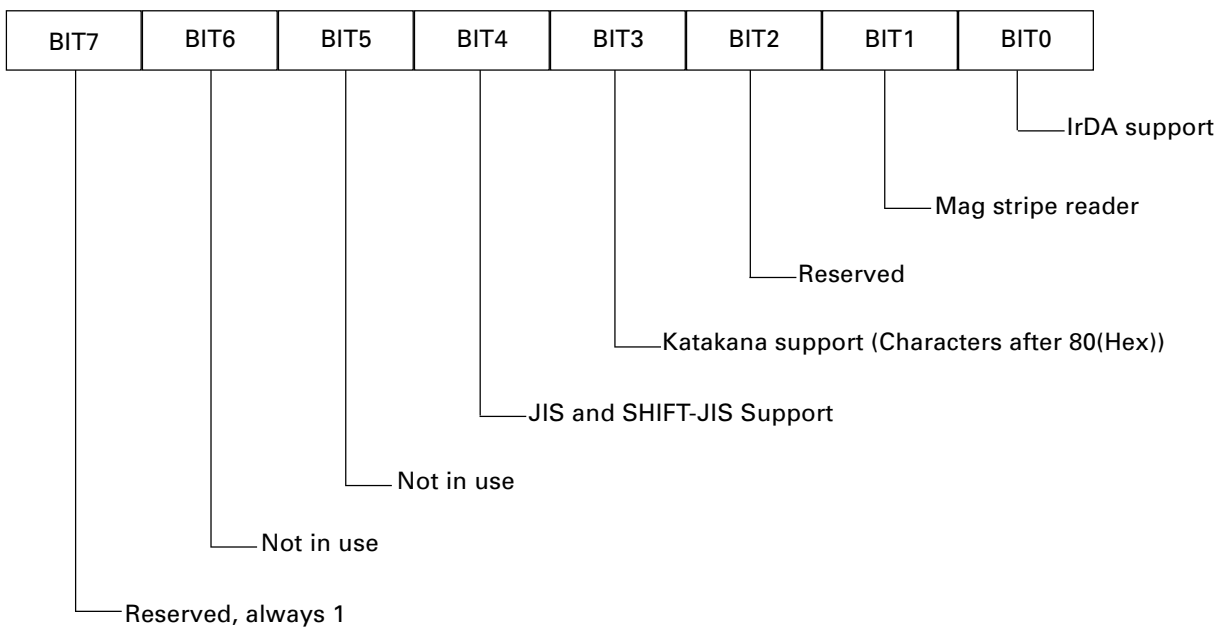 BIT7 BIT6 BIT5 BIT4 BIT3 BIT2 BIT1 BIT0
IrDA support
Mag stripe reader
Reserved
Katakana support (Characters after 80(Hex))
JIS and SHIFT-JIS Support
Not in use
Not in use
Reserved, always 1